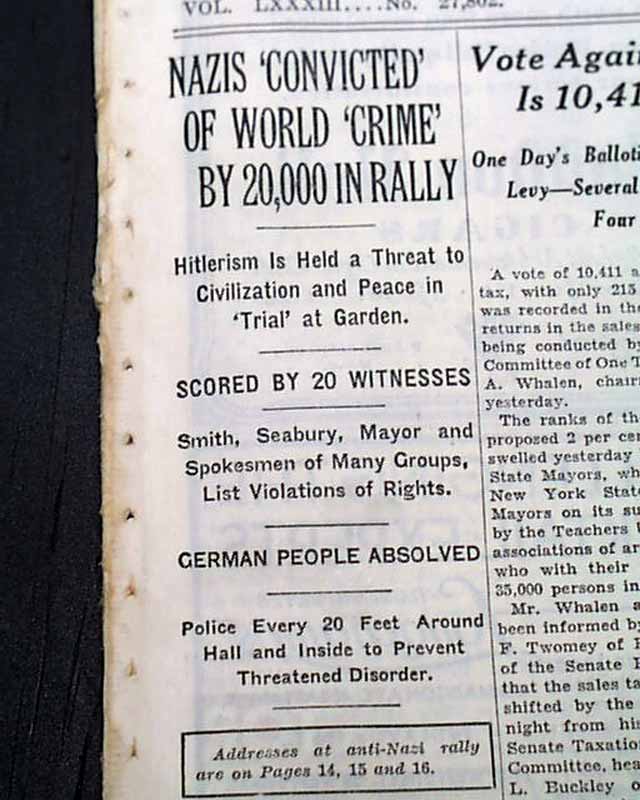 VOL. LXXXIII....No. 27,802.
NAZIS ‘CONVICTED’
OF WORLD ‘CRIME’
BY 20,000 IN RALLY
Hitlerism Is Held a Threat to
Civilization and Peace in
‘Trial’ at Garden.
SCORED BY 20 WITNESSES
Smith, Seabury, Mayor and
Spokesmen of Many Groups,
List Violations of Rights.
GERMAN PEOPLE ABSOLVED
Police Every 20 Feet Around
Hall and Inside to Prevent
Threatened Disorder.
Addresses at anti-Nazi rally
are on Pages 14, 15 and 16.
Vote Agai
Is 10,41
One Day's Balloti
Levy—Several
Four
A vote of 10,411 a
tax, with only 215
was recorded in the
returns in the sales
being conducted by
Committee of One T
A. Whalen, chair
yesterday.
The ranks of th
proposed 2 per cen
swelled yesterday
State Mayors, wh
New York State
Mayors on its su
by the Teachers
associations of ar
who with their
35,000 persons in
Mr. Whalen a
been informed by
F. Twomey of
of the Senate
that the sales ta
shifted by the
night from his
Senate Taxation
Committee, hea
L. Buckley o